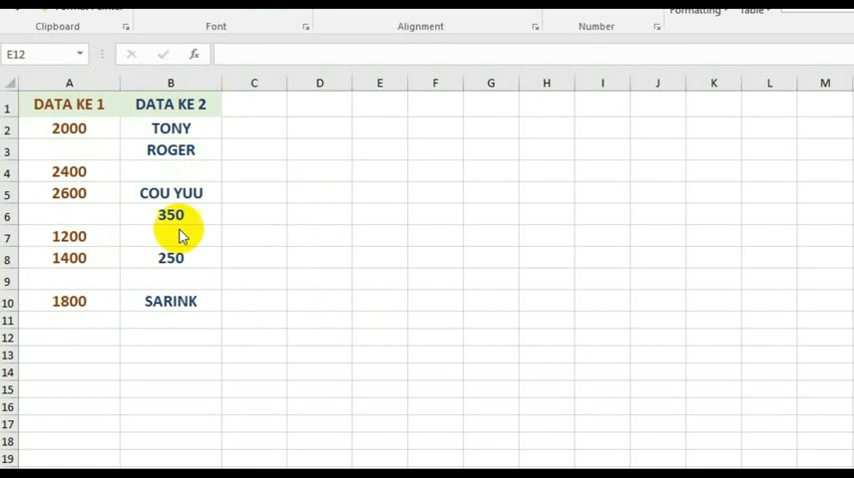 Clipboard Font Alignment Number
Formatting Table
E12 fx
A B C D E F G H I J K L M
1 DATA KE 1 DATA KE 2
2 2000 TONY
3 ROGER
4 2400
5 2600 COU YUU
6 350
7 1200
8 1400 250
9
10 1800 SARINK
11
12
13
14
15
16
17
18
19